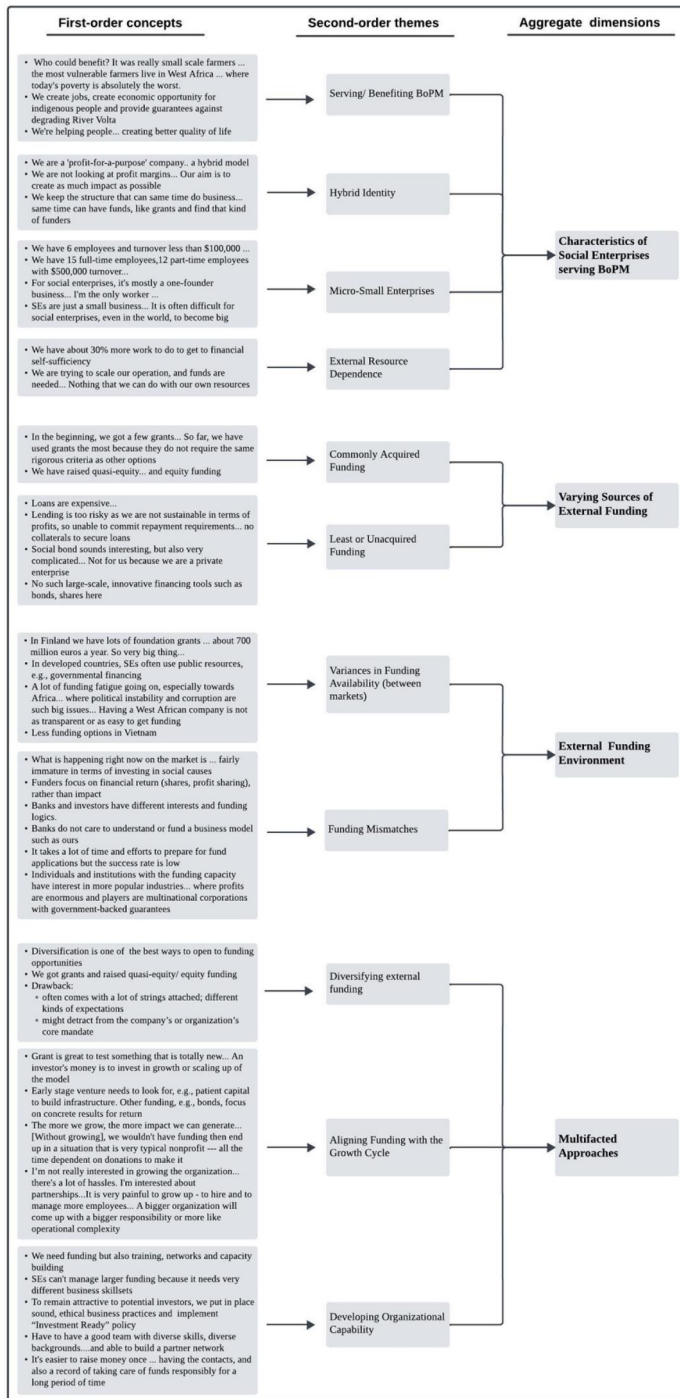 First-order concepts
Second-order themes
Aggregate dimensions
• Who could benefit? It was really small scale farmers ...
the most vulnerable farmers live in West Africa ... where
today's poverty is absolutely the worst.
• We create jobs, create economic opportunity for
indigenous people and provide guarantees against
degrading River Volta
• We're helping people... creating better quality of life
Serving/ Benefiting BoPM
• We are a 'profit-for-a-purpose' company.. a hybrid model
• We are not looking at profit margins... Our aim is to
create as much impact as possible
• We keep the structure that can same time do business...
same time can have funds, like grants and find that kind
of funders
Hybrid Identity
• We have 6 employees and turnover less than $100,000 ...
• We have 15 full-time employees,12 part-time employees
with $500,000 turnover...
• For social enterprises, it's mostly a one-founder
business... I'm the only worker ...
• SEs are just a small business... It is often difficult for
social enterprises, even in the world, to become big
Micro-Small Enterprises
• We have about 30% more work to do to get to financial
self-sufficiency
• We are trying to scale our operation, and funds are
needed... Nothing that we can do with our own resources
External Resource
Dependence
Characteristics of
Social Enterprises
serving BoPM
• In the beginning, we got a few grants... So far, we have
used grants the most because they do not require the same
rigorous criteria as other options
• We have raised quasi-equity... and equity funding
Commonly Acquired
Funding
• Loans are expensive...
• Lending is too risky as we are not sustainable in terms of
profits, so unable to commit repayment requirements... no
collaterals to secure loans
• Social bond sounds interesting, but also very
complicated... Not for us because we are a private
enterprise
• No such large-scale, innovative financing tools such as
bonds, shares here
Least or Unacquired
Funding
Varying Sources of
External Funding
• In Finland we have lots of foundation grants ... about 700
million euros a year. So very big thing...
• In developed countries, SEs often use public resources,
e.g., governmental financing
• A lot of funding fatigue going on, especially towards
Africa... where political instability and corruption are
such big issues... Having a West African company is not
as transparent or as easy to get funding
• Less funding options in Vietnam
Variances in Funding
Availability (between
markets)
• What is happening right now on the market is ... fairly
immature in terms of investing in social causes
• Funders focus on financial return (shares, profit sharing),
rather than impact
• Banks and investors have different interests and funding
logics.
• Banks do not care to understand or fund a business model
such as ours
• It takes a lot of time and efforts to prepare for fund
applications but the success rate is low
• Individuals and institutions with the funding capacity
have interest in more popular industries... where profits
are enormous and players are multinational corporations
with government-backed guarantees
Funding Mismatches
External Funding
Environment
• Diversification is one of the best ways to open to funding
opportunities
• We got grants and raised quasi-equity/ equity funding
• Drawback:
• often comes with a lot of strings attached; different
kinds of expectations
• might detract from the company's or organization's
core mandate
Diversifying external
funding
• Grant is great to test something that is totally new... An
investor's money is to invest in growth or scaling up of
the model
• Early stage venture needs to look for, e.g., patient capital
to build infrastructure. Other funding, e.g., bonds, focus
on concrete results for return
• The more we grow, the more impact we can generate...
[Without growing], we wouldn't have funding then end
up in a situation that is very typical nonprofit --- all the
time dependent on donations to make it
• I'm not really interested in growing the organization...
there's a lot of hassles. I'm interested about
partnerships...It is very painful to grow up - to hire and to
manage more employees... A bigger organization will
come up with a bigger responsibility or more like
operational complexity
Aligning Funding with the
Growth Cycle
• We need funding but also training, networks and capacity
building
• SEs can't manage larger funding because it needs very
different business skillsets
• To remain attractive to potential investors, we put in place
sound, ethical business practices and implement
"Investment Ready" policy
• Have to have a good team with diverse skills, diverse
backgrounds....and able to build a partner network
• It's easier to raise money once ... having the contacts, and
also a record of taking care of funds responsibly for a
long period of time
Developing Organizational
Capability
Multifacted
Approaches